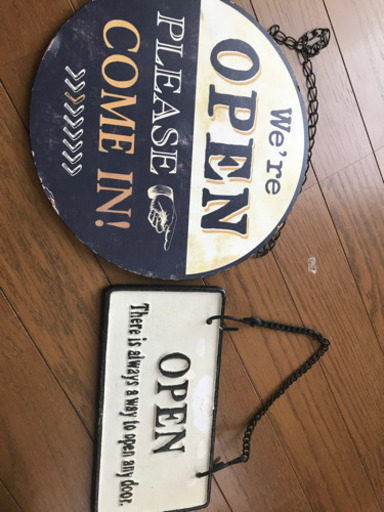 We're
OPEN
PLEASE
COME IN!
OPEN
There is always a way to open any door.